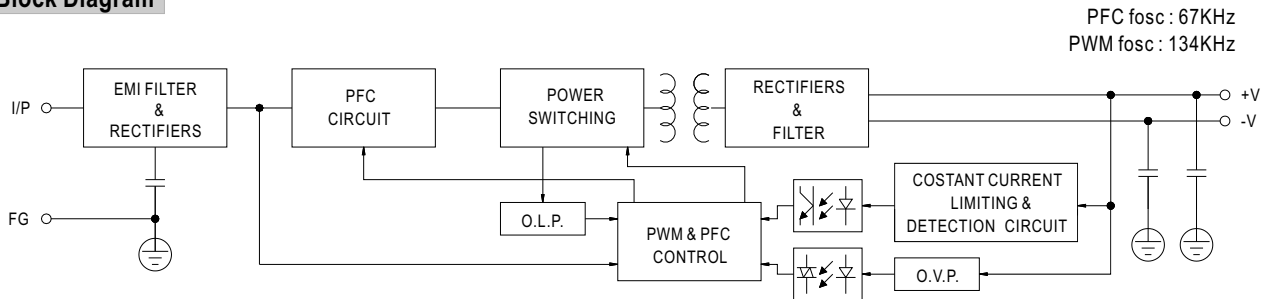 Block Diagram
PFC fosc : 67KHz
PWM fosc : 134KHz
I/P
EMI FILTER
&
RECTIFIERS
PFC
CIRCUIT
POWER
SWITCHING
RECTIFIERS
&
FILTER
+V
-V
FG
O.L.P.
PWM & PFC
CONTROL
COSTANT CURRENT
LIMITING &
DETECTION CIRCUIT
O.V.P.